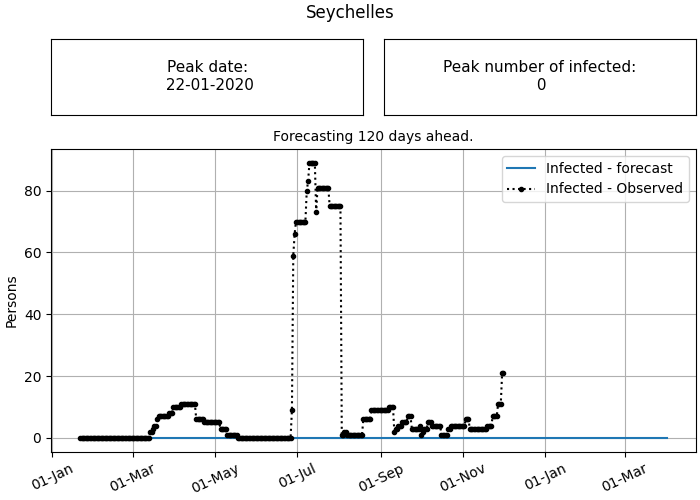 Seychelles
Peak date:
22-01-2020
Peak number of infected:
0
Forecasting 120 days ahead.
Infected - forecast
Infected - Observed
Persons
80
60
40
20
0
01-Jan
01-Mar
01-May
01-Jul
01-Sep
01-Nov
01-Jan
01-Mar